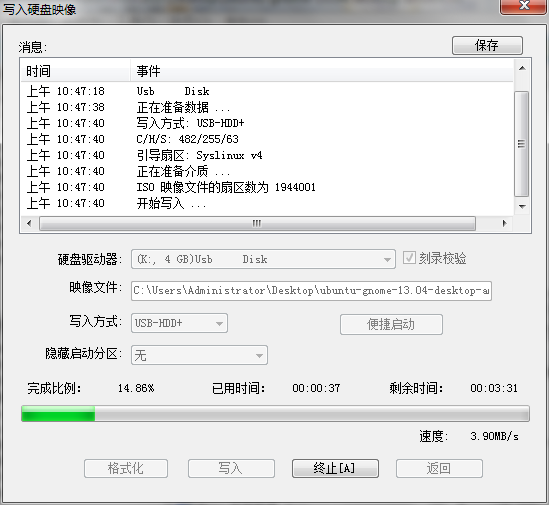 写入硬盘映像
消息:
保存
时间 事件
上午 10:47:18 Usb Disk
上午 10:47:38 正在准备数据 ...
上午 10:47:40 写入方式: USB-HDD+
上午 10:47:40 C/H/S: 482/255/63
上午 10:47:40 引导扇区: Syslinux v4
上午 10:47:40 正在准备介质 ...
上午 10:47:40 ISO 映像文件的扇区数为 1944001
上午 10:47:40 开始写入 ...
硬盘驱动器: (K:, 4 GB)Usb Disk 刻录校验
映像文件: C:\Users\Administrator\Desktop\ubuntu-gnome-13.04-desktop-a
写入方式: USB-HDD+ 便捷启动
隐藏启动分区: 无
完成比例: 14.86% 已用时间: 00:00:37 剩余时间: 00:03:31
速度: 3.90MB/s
格式化 写入 终止[A] 返回